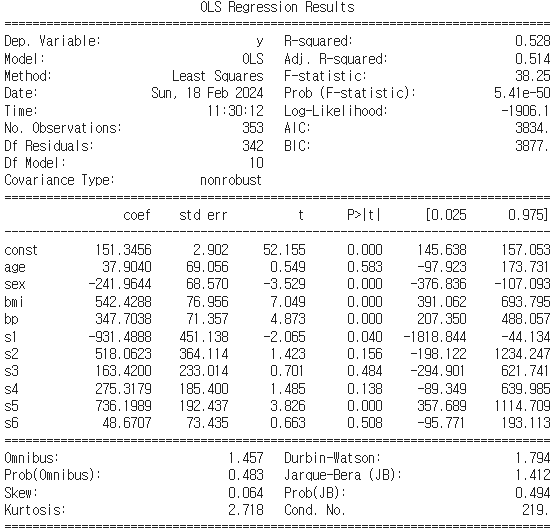 OLS Regression Results
==============================================================================
Dep. Variable: y R-squared: 0.528
Model: OLS Adj. R-squared: 0.514
Method: Least Squares F-statistic: 38.25
Date: Sun, 18 Feb 2024 Prob (F-statistic): 5.41e-50
Time: 11:30:12 Log-Likelihood: -1906.1
No. Observations: 353 AIC: 3834.
Df Residuals: 342 BIC: 3877.
Df Model: 10
Covariance Type: nonrobust
==============================================================================
coef std err t P>|t| [0.025 0.975]
------------------------------------------------------------------------------
const 151.3456 2.902 52.155 0.000 145.638 157.053
age 37.9040 69.056 0.549 0.583 -97.923 173.731
sex -241.9644 68.570 -3.529 0.000 -376.836 -107.093
bmi 542.4288 76.956 7.049 0.000 391.062 693.795
bp 347.7038 71.357 4.873 0.000 207.350 488.057
s1 -931.4888 451.138 -2.065 0.040 -1818.844 -44.134
s2 518.0623 364.114 1.423 0.156 -198.122 1234.247
s3 163.4200 233.014 0.701 0.484 -294.901 621.741
s4 275.3179 185.400 1.485 0.138 -89.349 639.985
s5 736.1989 192.437 3.826 0.000 357.689 1114.709
s6 48.6707 73.435 0.663 0.508 -95.771 193.113
==============================================================================
Omnibus: 1.457 Durbin-Watson: 1.794
Prob(Omnibus): 0.483 Jarque-Bera (JB): 1.412
Skew: 0.064 Prob(JB): 0.494
Kurtosis: 2.718 Cond. No. 219.
==============================================================================